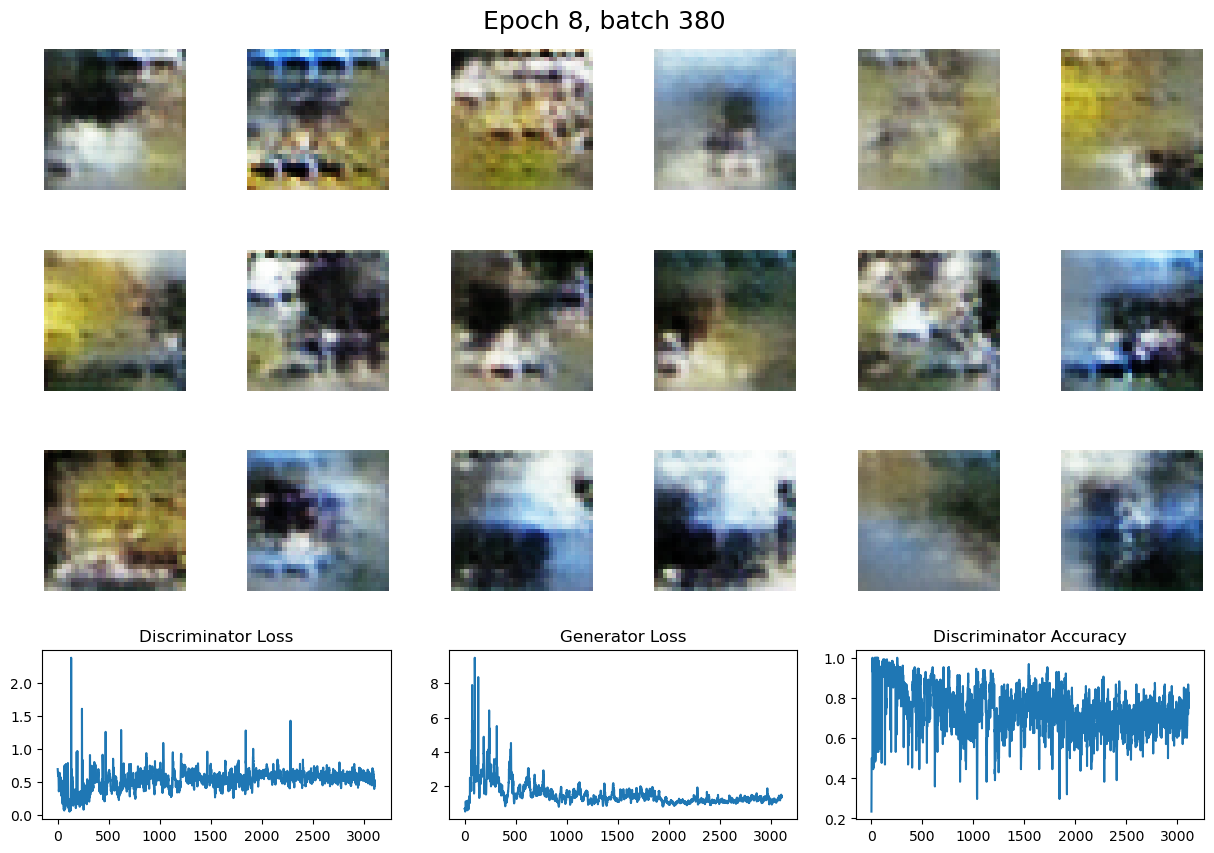 Epoch 8, batch 380
Discriminator Loss
Generator Loss
Discriminator Accuracy
2.0
1.5
1.0
0.5
0.0
0 500 1000 1500 2000 2500 3000
8
6
4
2
0 500 1000 1500 2000 2500 3000
1.0
0.8
0.6
0.4
0.2
0 500 1000 1500 2000 2500 3000